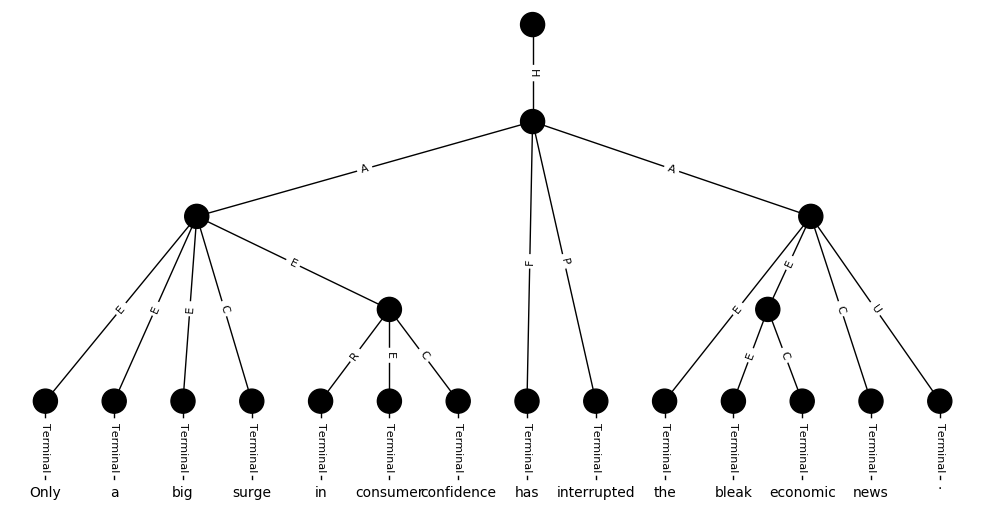 H
A
A
E
E
E
E
E
C
F
P
E
E
C
U
R
E
C
E
C
Terminal
Terminal
Terminal
Terminal
Terminal
Terminal
Terminal
Terminal
Terminal
Terminal
Terminal
Terminal
Terminal
Terminal
Only a big surge in consumer confidence has interrupted the bleak economic news .